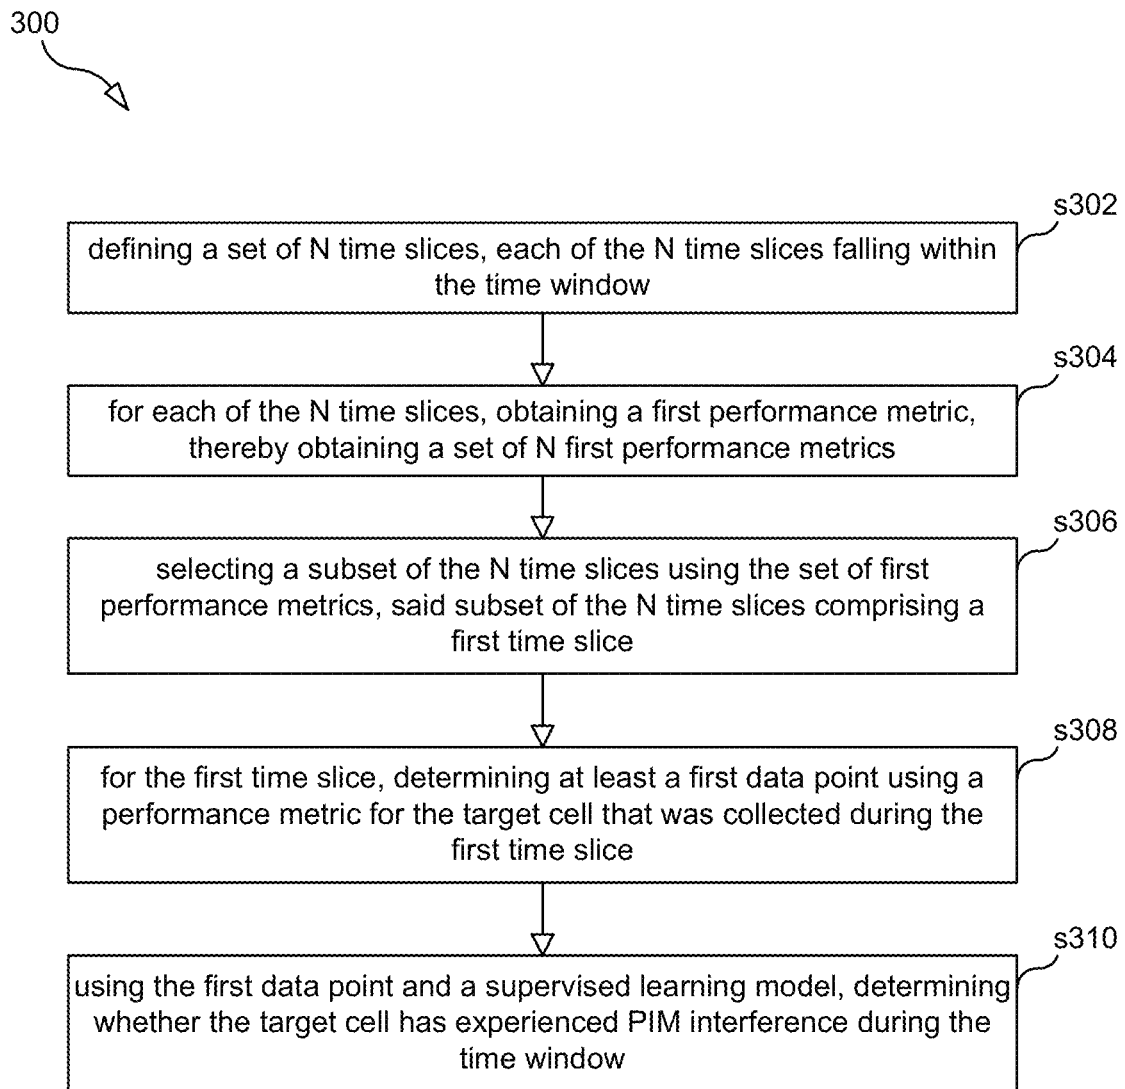 300
s302
defining a set of N time slices, each of the N time slices falling within
the time window
s304
for each of the N time slices, obtaining a first performance metric,
thereby obtaining a set of N first performance metrics
s306
selecting a subset of the N time slices using the set of first
performance metrics, said subset of the N time slices comprising a
first time slice
s308
for the first time slice, determining at least a first data point using a
performance metric for the target cell that was collected during the
first time slice
s310
using the first data point and a supervised learning model, determining
whether the target cell has experienced PIM interference during the
time window